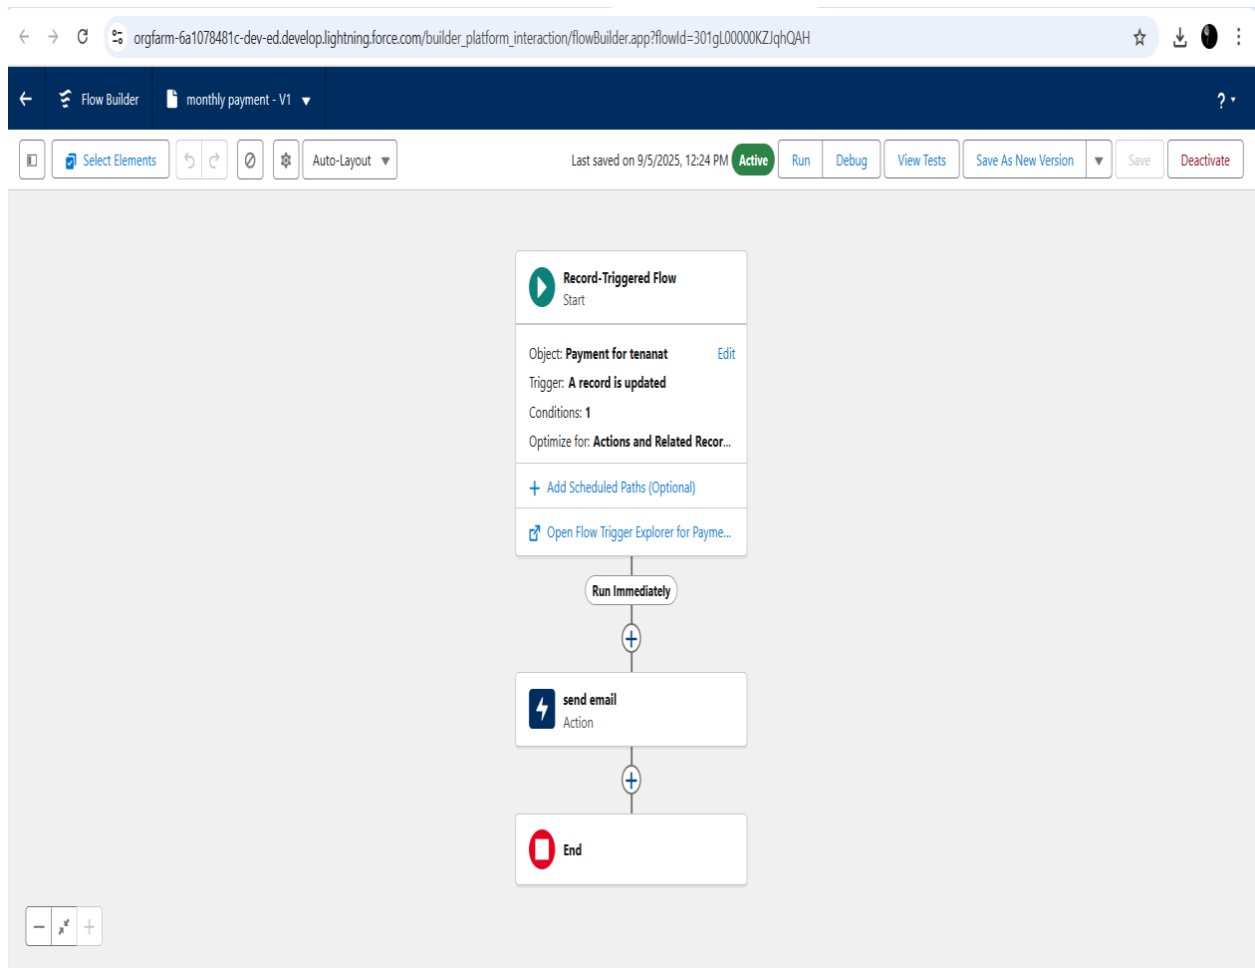 orgfarm-6a1078481c-dev-ed.develop.lightning.force.com/builder_platform_interaction/flowBuilder.app?flowId=301gL00000KZJqhQAH
Flow Builder monthly payment - V1 ?
Select Elements Auto-Layout Last saved on 9/5/2025, 12:24 PM Active Run Debug View Tests Save As New Version Save Deactivate
Record-Triggered Flow
Start
Object: Payment for tenanat Edit
Trigger: A record is updated
Conditions: 1
Optimize for: Actions and Related Recor...
+ Add Scheduled Paths (Optional)
Open Flow Trigger Explorer for Payme...
Run Immediately
send email
Action
End